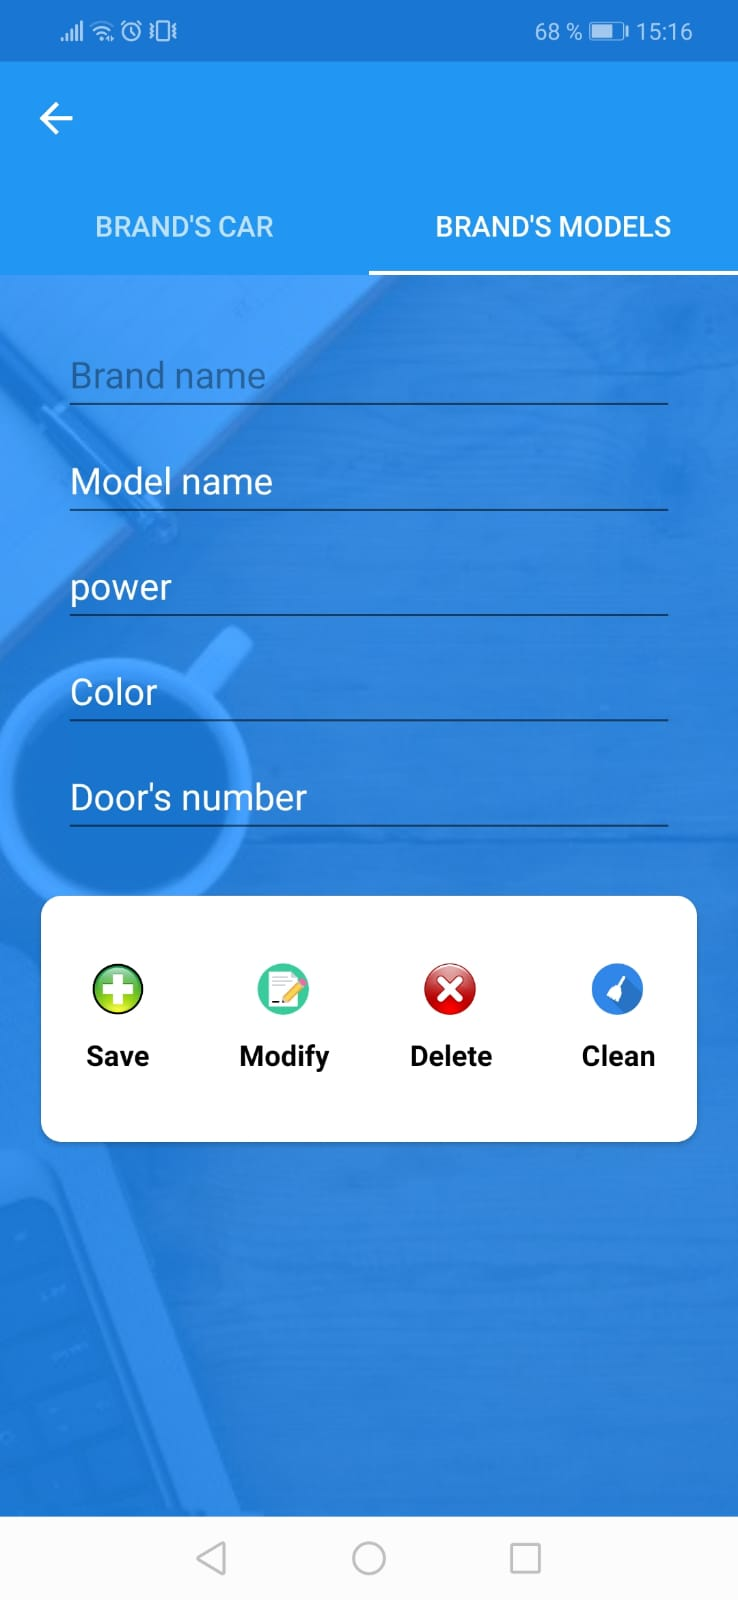 68 % 15:16
BRAND'S CAR BRAND'S MODELS
Brand name
Model name
power
Color
Door's number
Save Modify Delete Clean